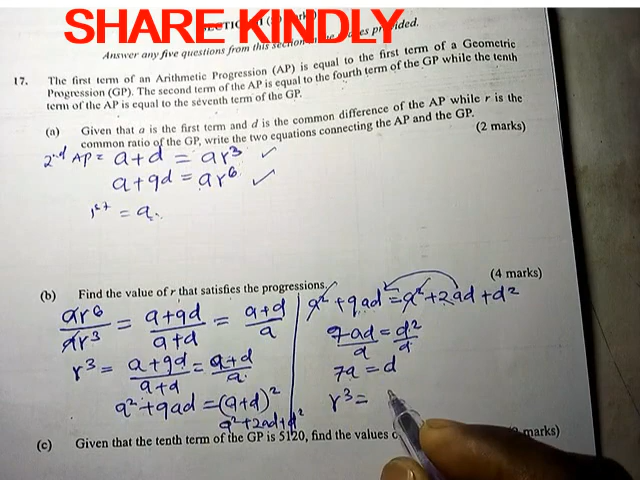 SHARE KINDLY
Answer any five questions from this section in the spaces provided.
17. The first term of an Arithmetic Progression (AP) is equal to the first term of a Geometric
Progression (GP). The second term of the AP is equal to the fourth term of the GP while the tenth
term of the AP is equal to the seventh term of the GP.
(a) Given that a is the first term and d is the common difference of the AP while r is the
common ratio of the GP, write the two equations connecting the AP and the GP.
(2 marks)
2nd AP = a+d = ar³ ✓
a+9d = ar⁶ ✓
1st = a.
(4 marks)
(b) Find the value of r that satisfies the progressions.
ar⁶/ar³ = a+9d/a+d = a+d/a
r³ = a+9d/a+d = a+d/a
a²+9ad = (a+d)²
a²+2ad+d²
a²+9ad = a²+2ad+d²
7ad/a = d²/a
7a = d
r³ =
(c) Given that the tenth term of the GP is 5120, find the values marks)